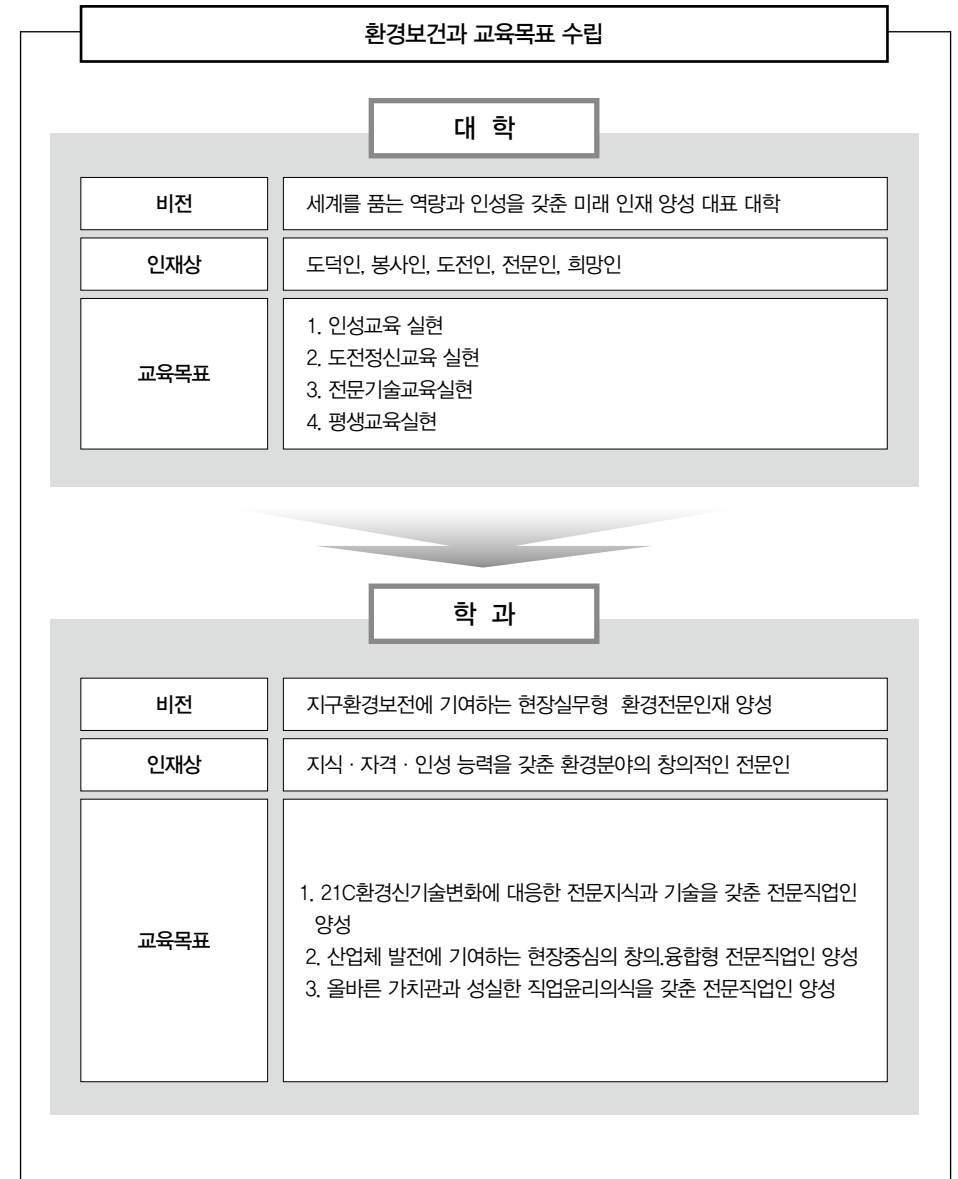 환경보건과 교육목표 수립
대 학
비전
세계를 품는 역량과 인성을 갖춘 미래 인재 양성 대표 대학
인재상
도덕인, 봉사인, 도전인, 전문인, 희망인
교육목표
1. 인성교육 실현
2. 도전정신교육 실현
3. 전문기술교육실현
4. 평생교육실현
학 과
비전
지구환경보전에 기여하는 현장실무형  환경전문인재 양성
인재상
지식 · 자격 · 인성 능력을 갖춘 환경분야의 창의적인 전문인
교육목표
1. 21C환경신기술변화에 대응한 전문지식과 기술을 갖춘 전문직업인
양성
2. 산업체 발전에 기여하는 현장중심의 창의.융합형 전문직업인 양성
3. 올바른 가치관과 성실한 직업윤리의식을 갖춘 전문직업인 양성